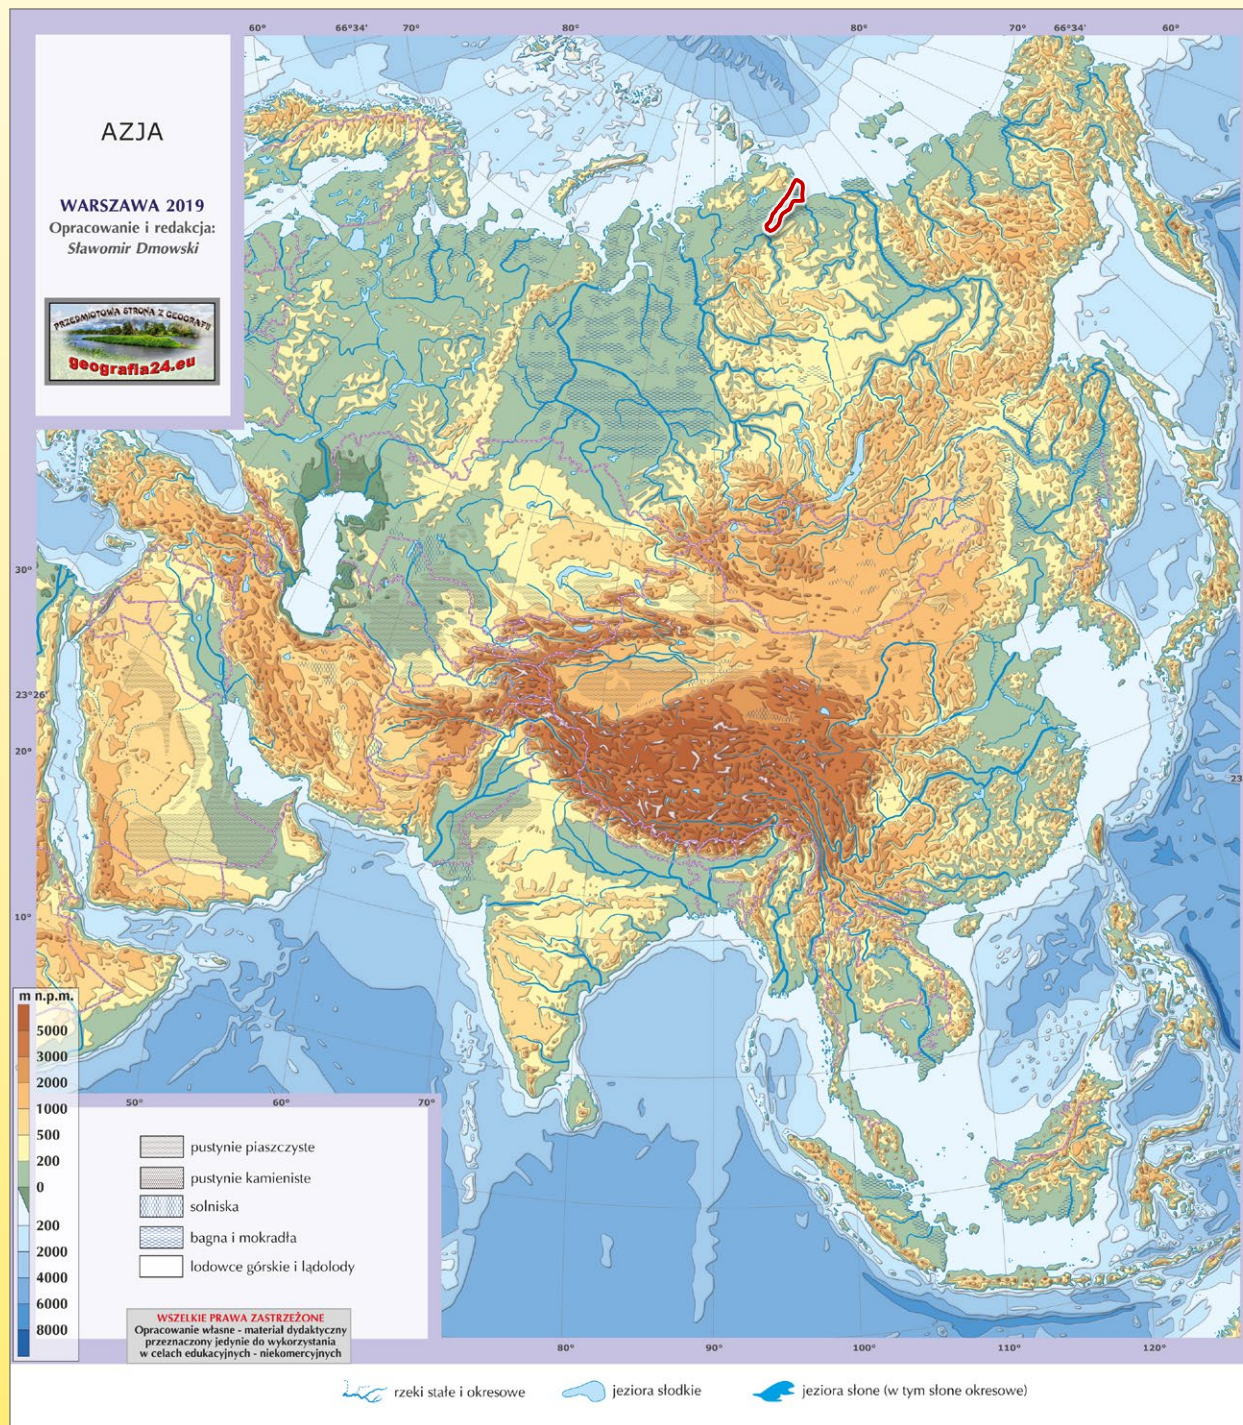 60° 66°34' 70° 80° 80° 70° 66°34' 60°
AZJA
WARSZAWA 2019
Opracowanie i redakcja:
Sławomir Dmowski
PRZEDMIOTOWA STRONA Z GEOGRAFII
geografia24.eu
30°
23°26'
20°
10°
23
m n.p.m.
5000
3000
2000
1000
500
200
0
200
2000
4000
6000
8000
50° 60° 70°
pustynie piaszczyste
pustynie kamieniste
solniska
bagna i mokradła
lodowce górskie i lądolody
WSZELKIE PRAWA ZASTRZEŻONE
Opracowanie własne - materiał dydaktyczny
przeznaczony jedynie do wykorzystania
w celach edukacyjnych - niekomercyjnych
80° 90° 100° 110° 120°
rzeki stałe i okresowe
jeziora słodkie
jeziora słone (w tym słone okresowe)